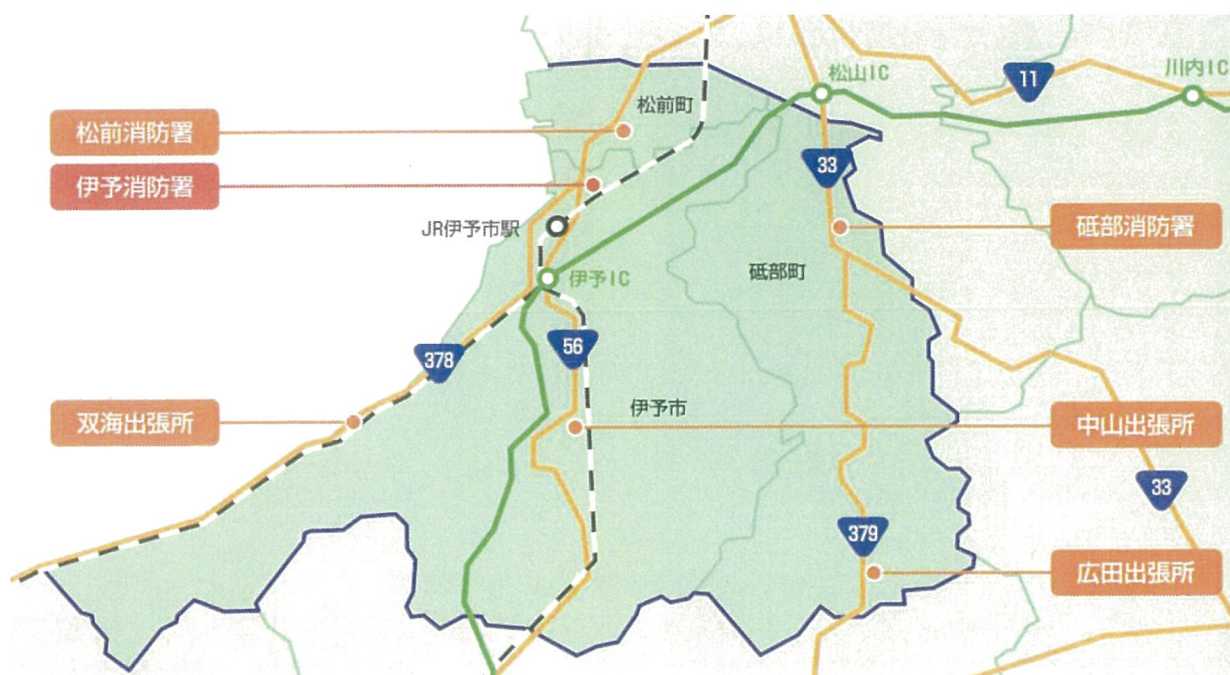 松山IC
川内IC
11
松前町
松前消防署
33
伊予消防署
JR伊予市駅
砥部消防署
伊予IC
砥部町
56
378
伊予市
双海出張所
中山出張所
33
379
広田出張所